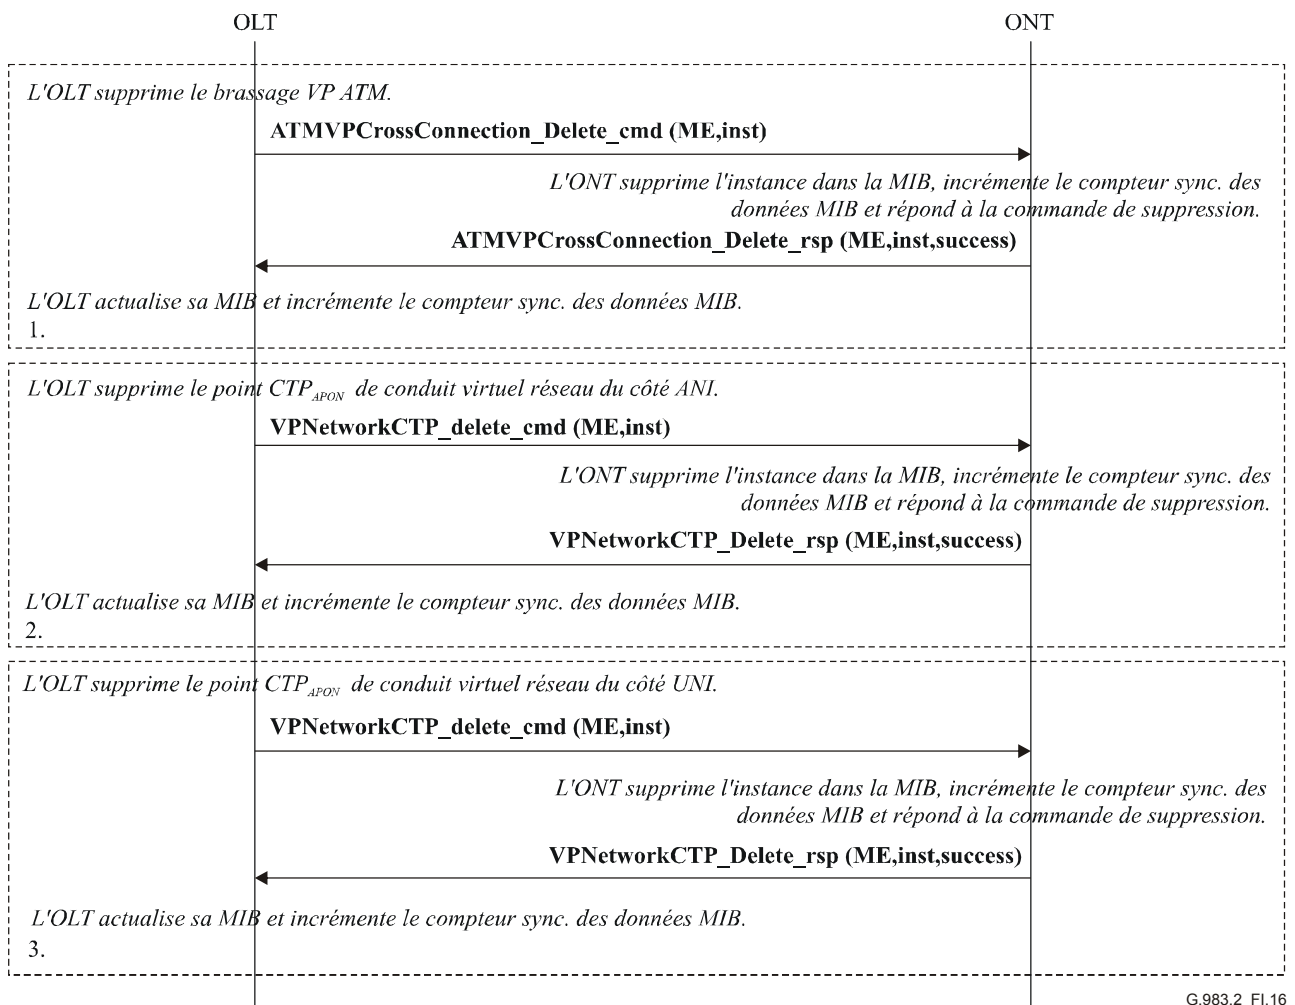 OLT
ONT
L'OLT supprime le brassage VP ATM.
ATMVPCrossConnection_Delete_cmd (ME,inst)
L'ONT supprime l'instance dans la MIB, incrémente le compteur sync. des
données MIB et répond à la commande de suppression.
ATMVPCrossConnection_Delete_rsp (ME,inst,success)
L'OLT actualise sa MIB et incrémente le compteur sync. des données MIB.
1.
L'OLT supprime le point CTP_APON de conduit virtuel réseau du côté ANI.
VPNetworkCTP_delete_cmd (ME,inst)
L'ONT supprime l'instance dans la MIB, incrémente le compteur sync. des
données MIB et répond à la commande de suppression.
VPNetworkCTP_Delete_rsp (ME,inst,success)
L'OLT actualise sa MIB et incrémente le compteur sync. des données MIB.
2.
L'OLT supprime le point CTP_APON de conduit virtuel réseau du côté UNI.
VPNetworkCTP_delete_cmd (ME,inst)
L'ONT supprime l'instance dans la MIB, incrémente le compteur sync. des
données MIB et répond à la commande de suppression.
VPNetworkCTP_Delete_rsp (ME,inst,success)
L'OLT actualise sa MIB et incrémente le compteur sync. des données MIB.
3.
G.983.2_FI.16